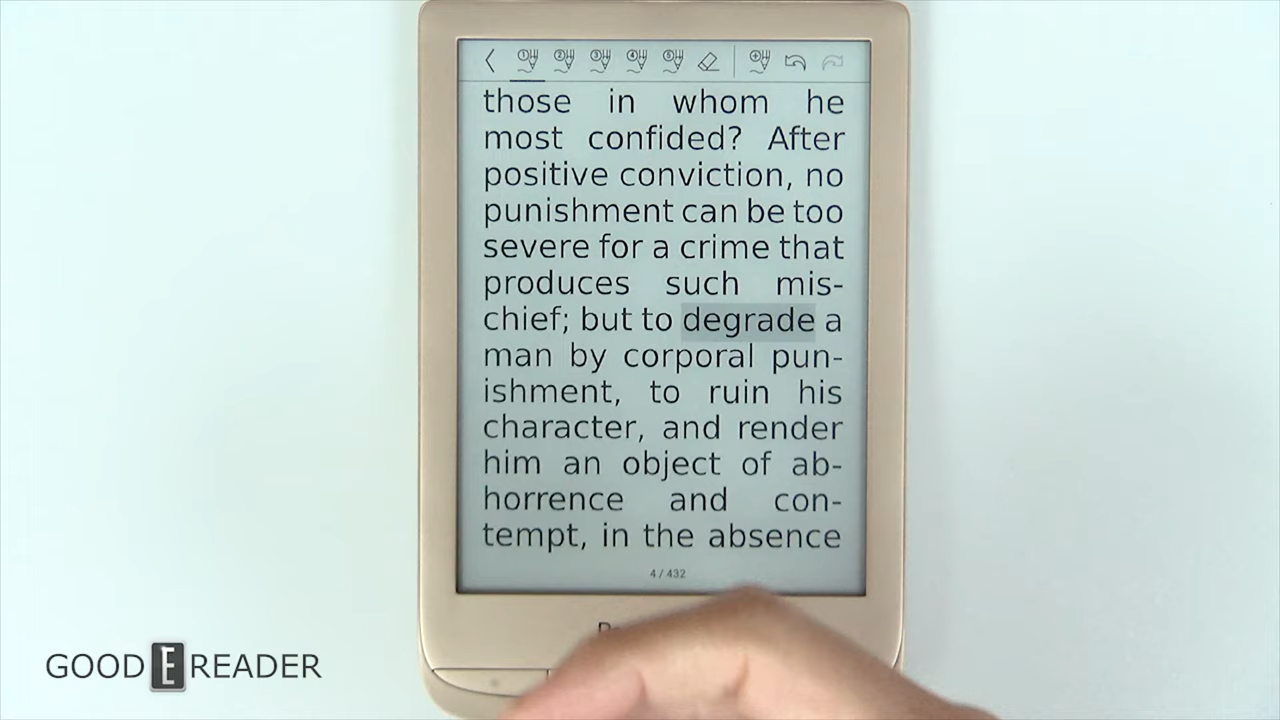 those in whom he
most confided? After
positive conviction, no
punishment can be too
severe for a crime that
produces such mis-
chief; but to degrade a
man by corporal pun-
ishment, to ruin his
character, and render
him an object of ab-
horrence and con-
tempt, in the absence
4 / 432
GOOD E READER